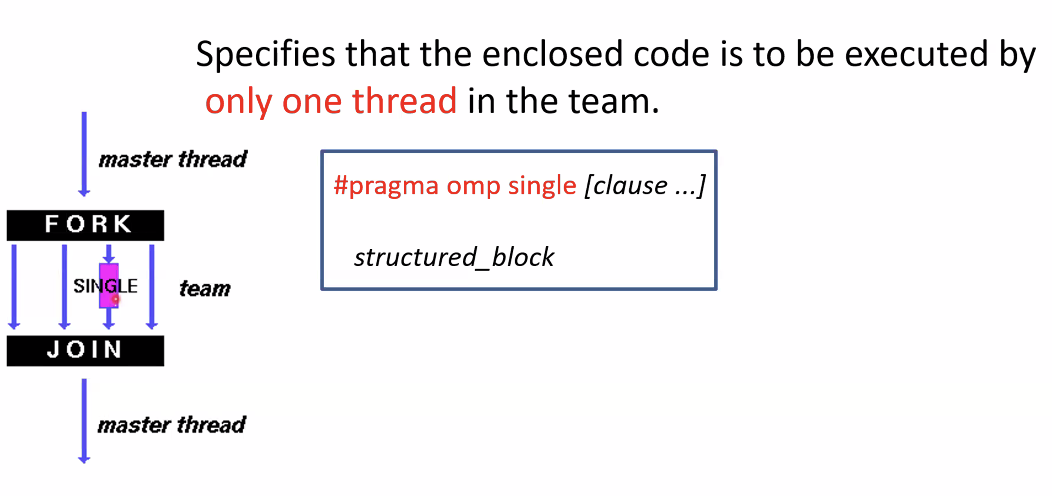 Specifies that the enclosed code is to be executed by
only one thread in the team.
master thread
FORK
SINGLE
team
JOIN
master thread
#pragma omp single [clause ...]
structured_block